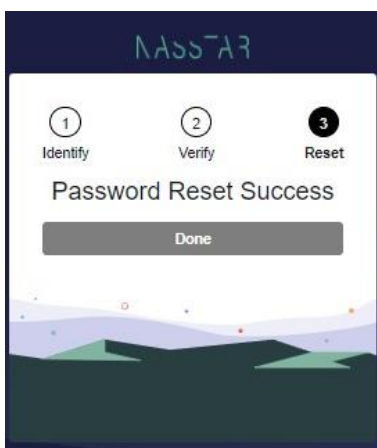 NASSTAR
1
2
3
Identify
Verify
Reset
Password Reset Success
Done